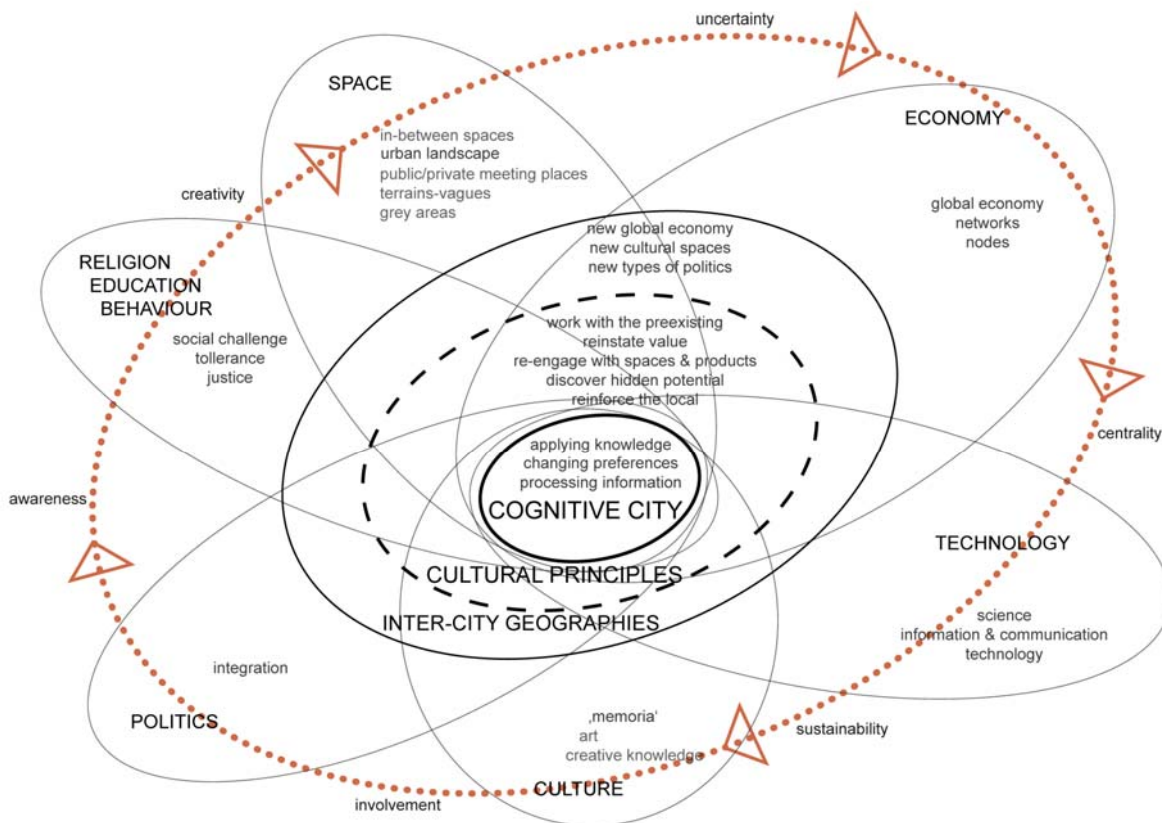 uncertainty
SPACE
ECONOMY
in-between spaces
urban landscape
public/private meeting places
terrains-vagues
grey areas
creativity
global economy
networks
nodes
new global economy
new cultural spaces
new types of politics
RELIGION
EDUCATION
BEHAVIOUR
social challenge
tollerance
justice
work with the preexisting
reinstate value
re-engage with spaces & products
discover hidden potential
reinforce the local
centrality
applying knowledge
changing preferences
processing information
COGNITIVE CITY
awareness
TECHNOLOGY
CULTURAL PRINCIPLES
INTER-CITY GEOGRAPHIES
science
information & communication
technology
integration
POLITICS
‚memoria‘
art
creative knowledge
sustainability
CULTURE
involvement